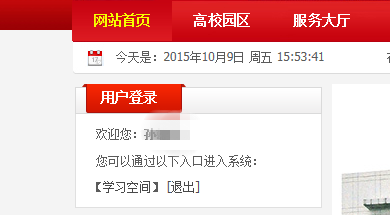 网站首页 高校园区 服务大厅
今天是：2015年10月9日 周五 15:53:41
用户登录
欢迎您：孙
您可以通过以下入口进入系统：
【学习空间】 [退出]